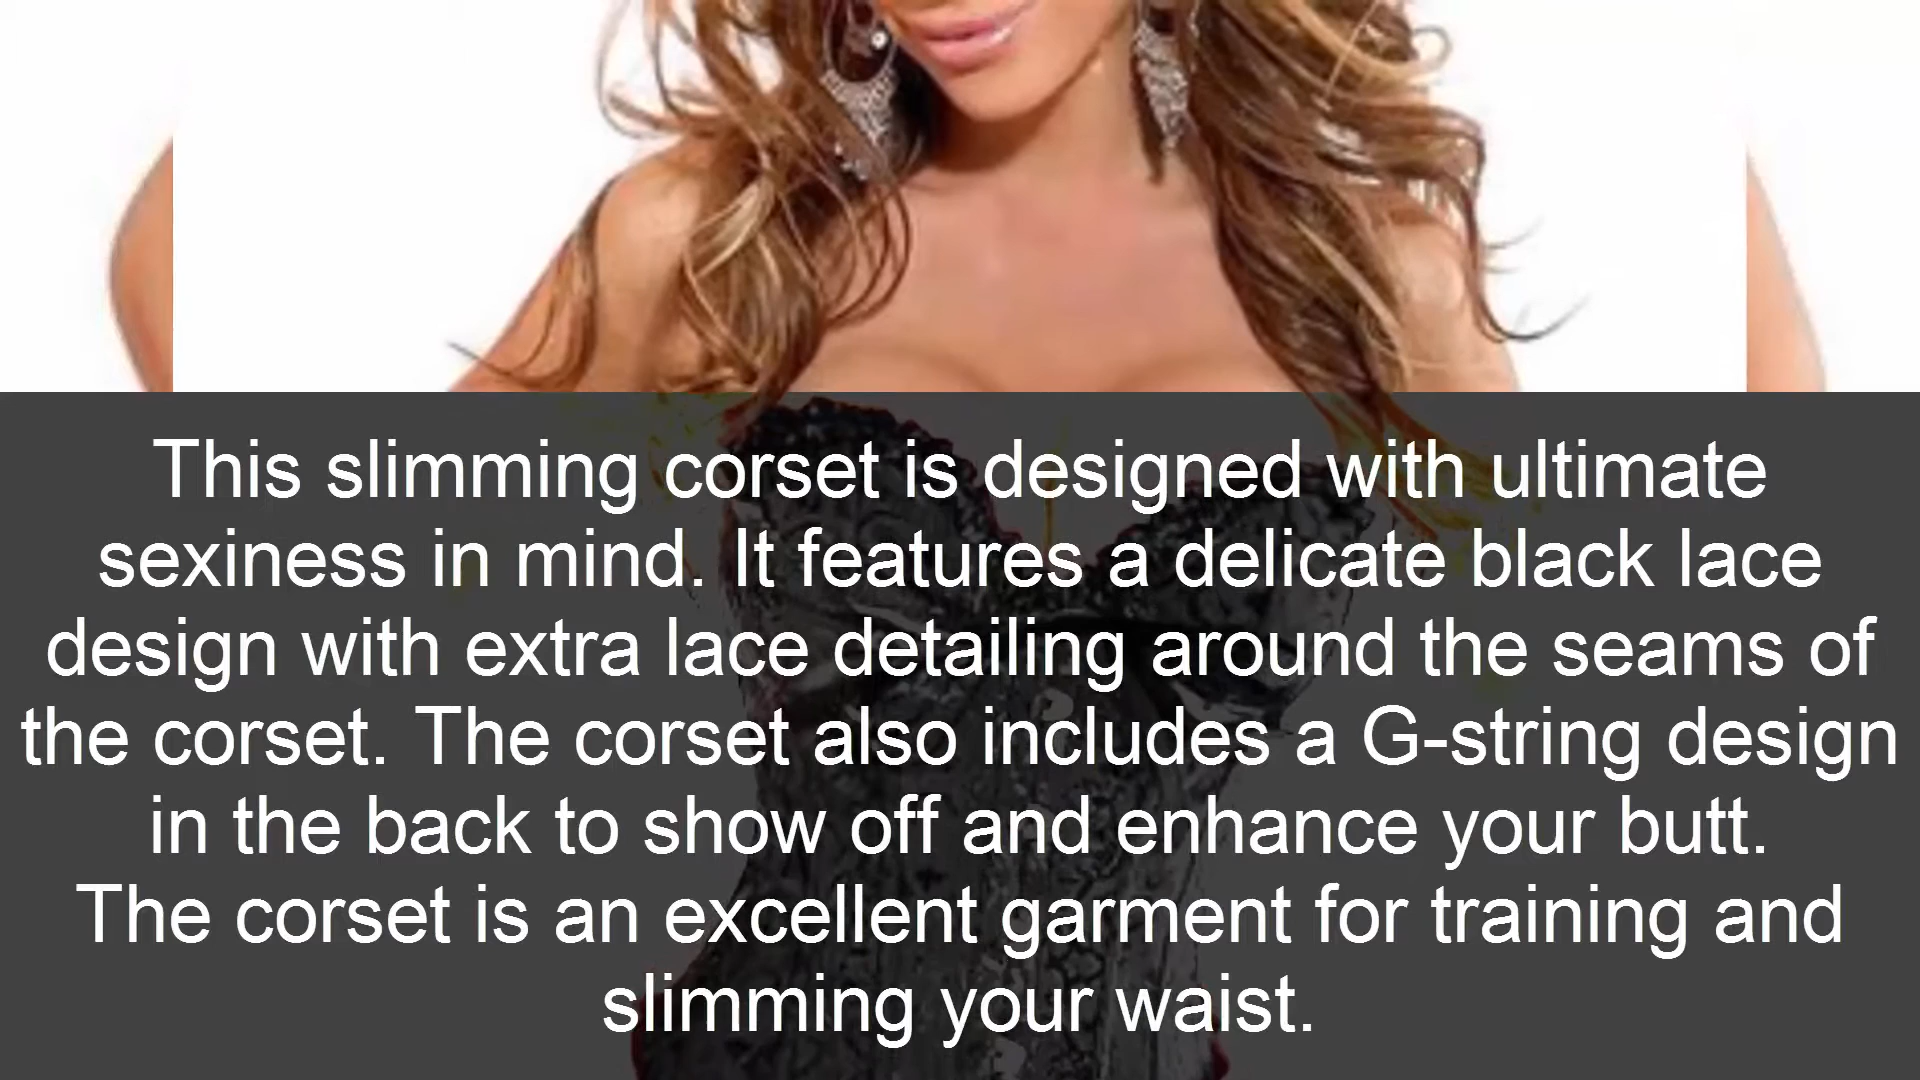 This slimming corset is designed with ultimate
sexiness in mind. It features a delicate black lace
design with extra lace detailing around the seams of
the corset. The corset also includes a G-string design
in the back to show off and enhance your butt.
The corset is an excellent garment for training and
slimming your waist.